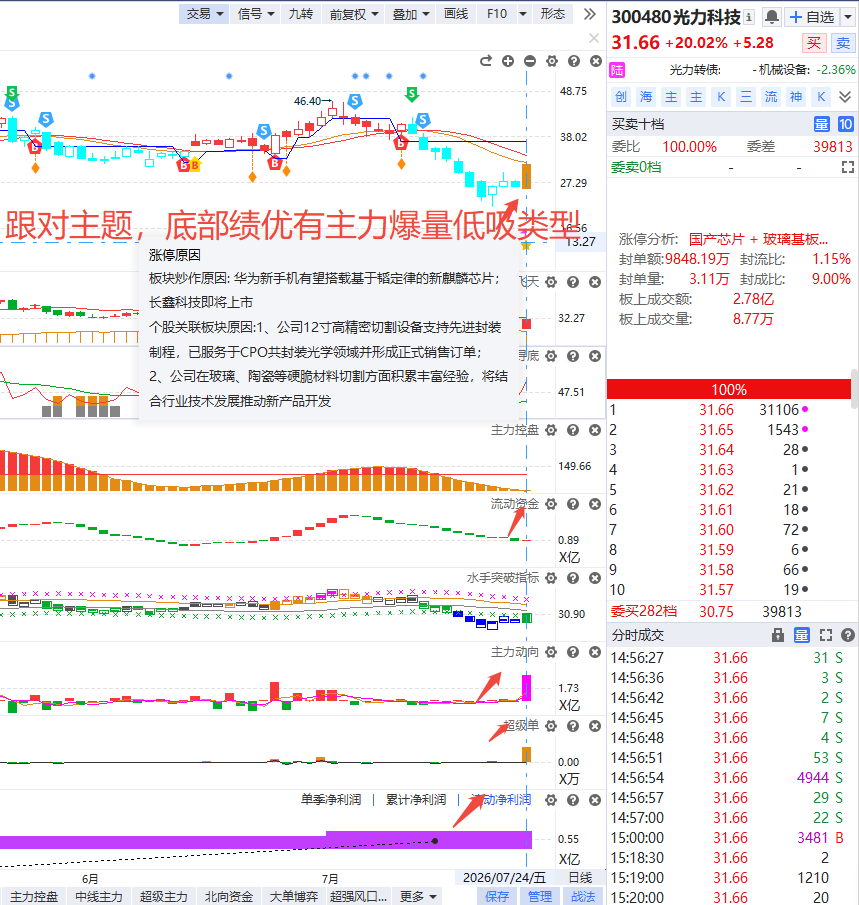 交易 信号 九转 前复权 叠加 画线 F10 形态
300480光力科技
自选
31.66 +20.02% +5.28 买 卖
陆 光力转债: - 机械设备: -2.36%
创 海 主 主 K 三 流 神 K
买卖十档 量 10
委比 100.00% 委差 39813
委卖0档 - -
48.75
46.40
38.02
27.29
16.56
13.27
S S S S S S
B B B
跟对主题，底部绩优有主力爆量低吸类型
涨停原因
板块炒作原因: 华为新手机有望搭载基于韬定律的新麒麟芯片；
长鑫科技即将上市
个股关联板块原因:1、公司12寸高精密切割设备支持先进封装
制程，已服务于CPO共封装光学领域并形成正式销售订单；
2、公司在玻璃、陶瓷等硬脆材料切割方面积累丰富经验，将结
合行业技术发展推动新产品开发
飞天
32.27
底
47.51
主力控盘
149.66
流动资金
0.89
X亿
水手突破指标
30.90
主力动向
1.73
X亿
超级单
0.00
X万
单季净利润 | 累计净利润 | 动净利润
0.55
X亿
6月 7月 2026/07/24/五 日线
主力控盘 中线主力 超级主力 北向资金 大单博弈 超强风口... 更多 保存 管理 战法
涨停分析: 国产芯片 + 玻璃基板...
封单额: 9848.19万 封流比: 1.15%
封单量: 3.11万 封成比: 9.00%
板上成交额: 2.78亿
板上成交量: 8.77万
100%
1 31.66 31106
2 31.65 1543
3 31.64 28
4 31.63 1
5 31.62 21
6 31.61 18
7 31.60 72
8 31.59 6
9 31.58 66
10 31.57 19
委买282档 30.75 39813
分时成交 量
14:56:27 31.66 31 S
14:56:36 31.66 3 S
14:56:42 31.66 2 S
14:56:45 31.66 7 S
14:56:48 31.66 4 S
14:56:51 31.66 53 S
14:56:54 31.66 4944 S
14:56:57 31.66 29 S
14:57:00 31.66 22 S
15:00:00 31.66 3481 B
15:18:30 31.66 2
15:19:00 31.66 1210
15:20:00 31.66 20